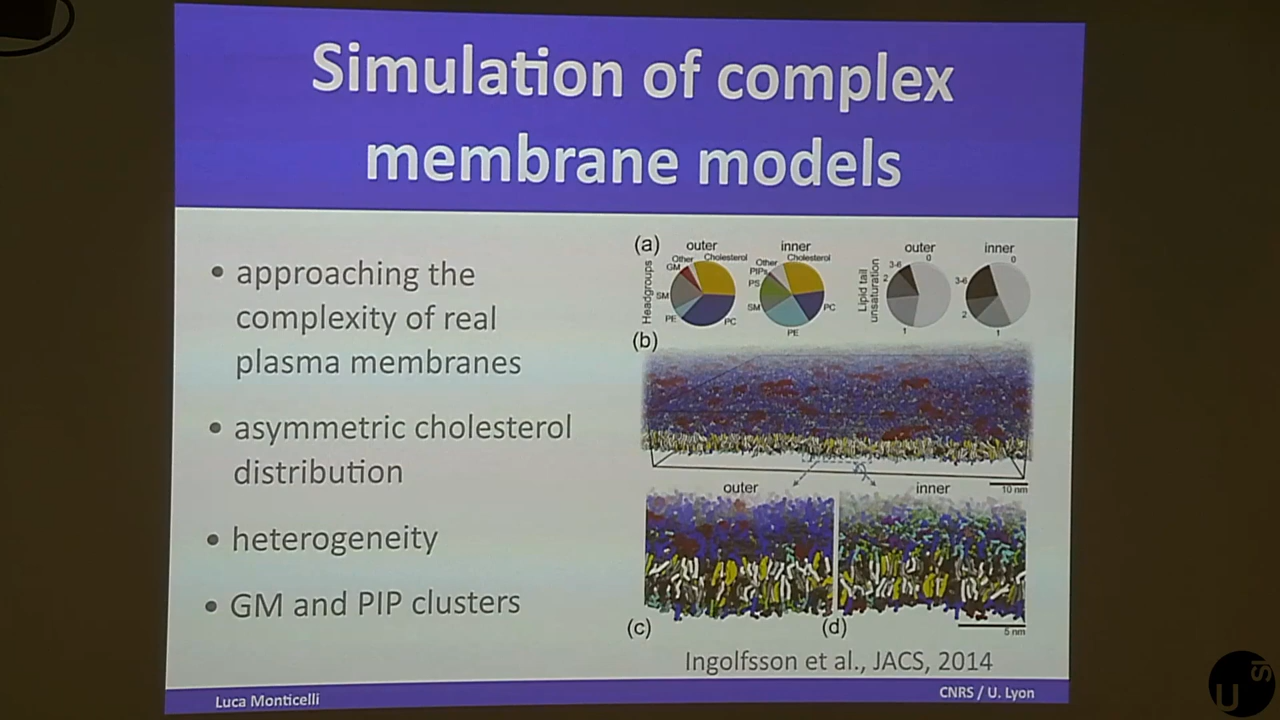 Simulation of complex
membrane models
• approaching the
complexity of real
plasma membranes
• asymmetric cholesterol
distribution
• heterogeneity
• GM and PIP clusters
(a)
outer
inner
Headgroups
Other
Cholesterol
GM
SM
PE
PC
Other
Cholesterol
PIPs
PS
SM
PE
PC
outer
inner
Lipid tail
unsaturation
3-6
0
2
1
3-6
0
2
1
(b)
10 nm
outer
inner
(c)
(d)
5 nm
Ingolfsson et al., JACS, 2014
Luca Monticelli
CNRS / U. Lyon
U
SI